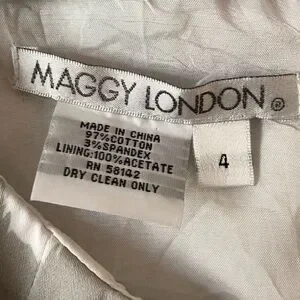 MAGGY LONDON®
MADE IN CHINA
97%COTTON
3%SPANDEX
LINING:100%ACETATE
RN 58142
DRY CLEAN ONLY
4